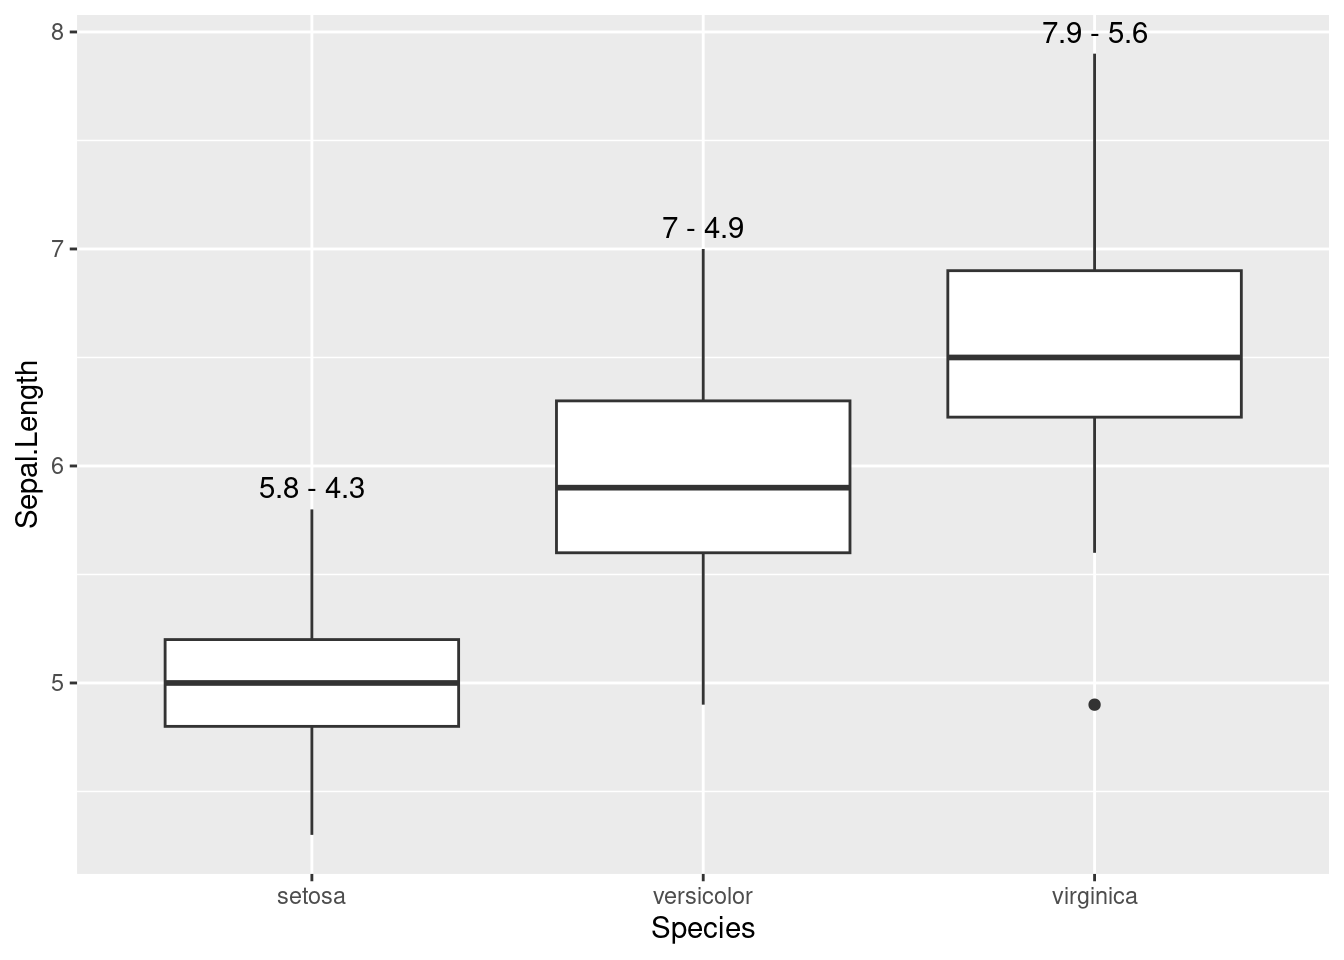 7.9 - 5.6
8
7 - 4.9
7
Sepal.Length
6
5.8 - 4.3
5
setosa
versicolor
virginica
Species